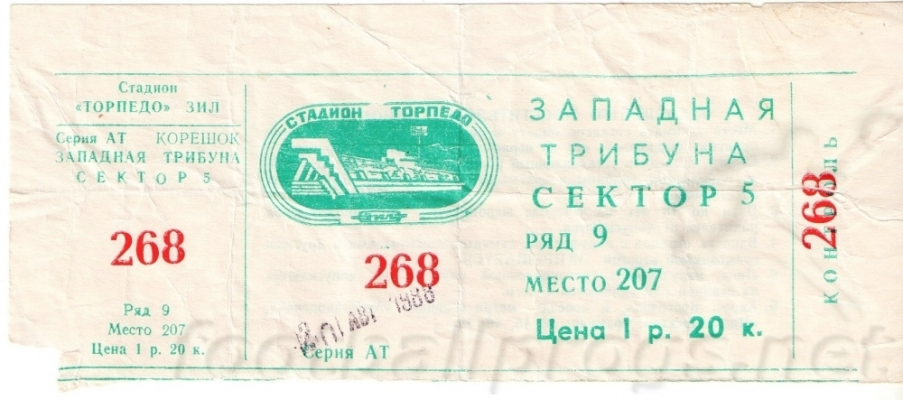 Стадион
«ТОРПЕДО» ЗИЛ
Серия АТ КОРЕШОК
ЗАПАДНАЯ ТРИБУНА
СЕКТОР 5
268
Ряд 9
Место 207
Цена 1 р. 20 к.
СТАДИОН ТОРПЕДО
ЗИЛ
268
1988
Серия АТ
ЗАПАДНАЯ
ТРИБУНА
СЕКТОР 5
РЯД 9
МЕСТО 207
Цена 1 р. 20 к.
268
КОНТРОЛЬ
footballprogs.net